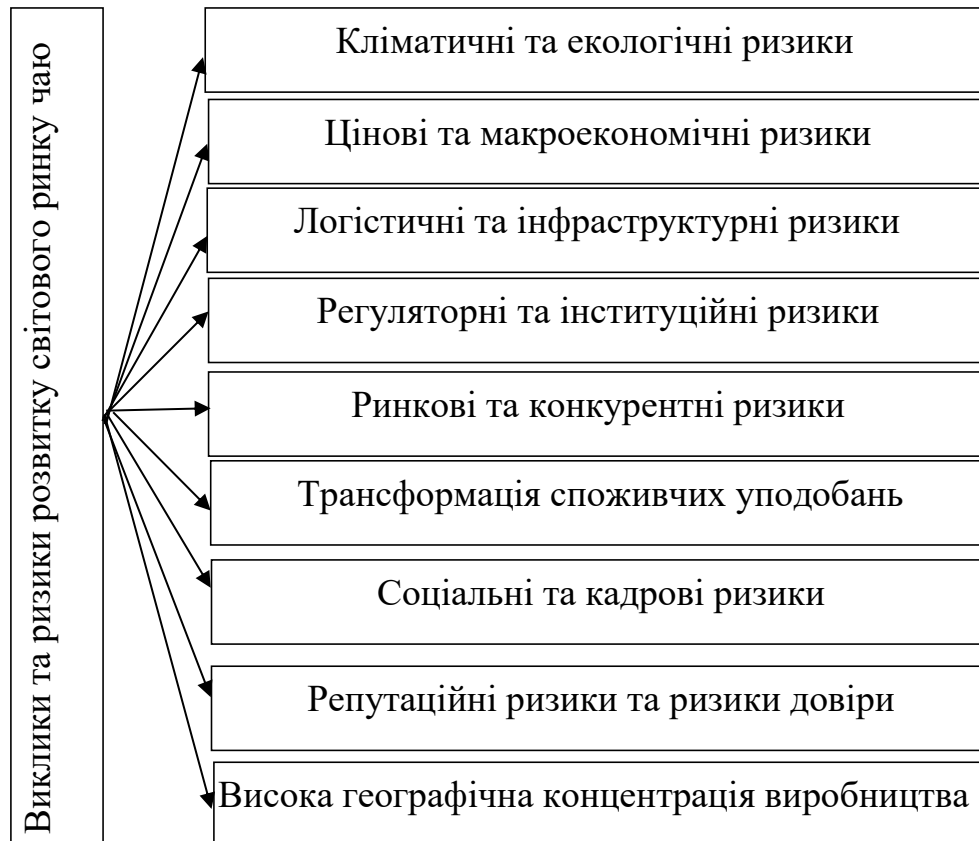 Виклики та ризики розвитку світового ринку чаю
Кліматичні та екологічні ризики
Цінові та макроекономічні ризики
Логістичні та інфраструктурні ризики
Регуляторні та інституційні ризики
Ринкові та конкурентні ризики
Трансформація споживчих уподобань
Соціальні та кадрові ризики
Репутаційні ризики та ризики довіри
Висока географічна концентрація виробництва